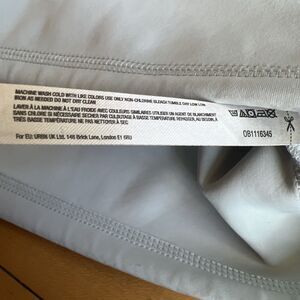 MACHINE WASH COLD WITH LIKE COLORS USE ONLY NON-CHLORINE BLEACH TUMBLE DRY LOW LOW
IRON AS NEEDED DO NOT DRY CLEAN
LAVER À LA MACHINE À L'EAU FROIDE AVEC COULEURS SIMILAIRES UTILISER UN AGENT DE BLANCHIMENT
SANS CHLORE SI NÉCESSAIRE SÉCHER PAR CULBUTAGE À BASSE TEMPÉRATURE REPASSER, AU BESOIN, À
TRÈS BASSE TEMPÉRATURE NE PAS NETTOYER À SEC
OB1116345
For EU: URBN UK Ltd. 146 Brick Lane, London E1 6RU